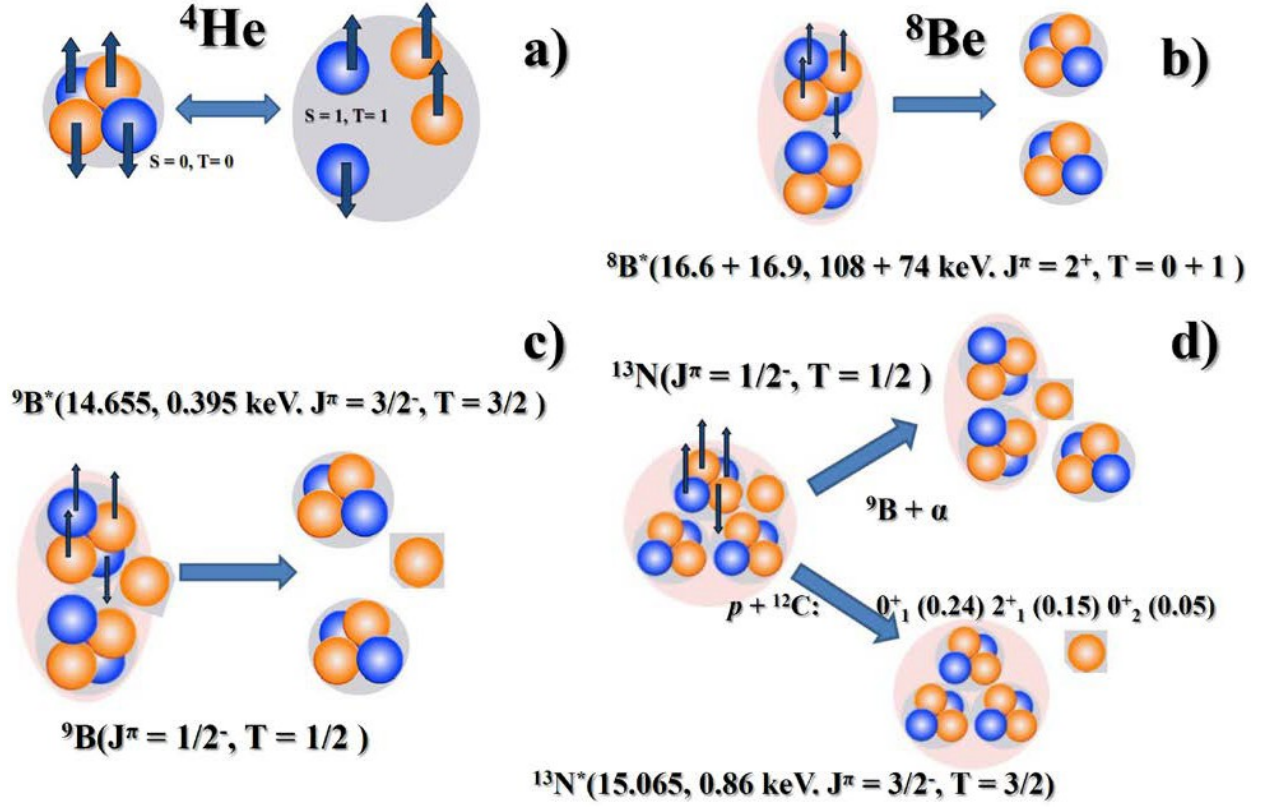 ⁴He
a)
S = 0, T= 0
S = 1, T= 1
⁸Be
b)
⁸B*(16.6 + 16.9, 108 + 74 keV. Jπ = 2⁺, T = 0 + 1 )
c)
⁹B*(14.655, 0.395 keV. Jπ = 3/2⁻, T = 3/2 )
⁹B(Jπ = 1/2⁻, T = 1/2 )
d)
¹³N(Jπ = 1/2⁻, T = 1/2 )
⁹B + α
p + ¹²C: 0⁺₁ (0.24) 2⁺₁ (0.15) 0⁺₂ (0.05)
¹³N*(15.065, 0.86 keV. Jπ = 3/2⁻, T = 3/2)